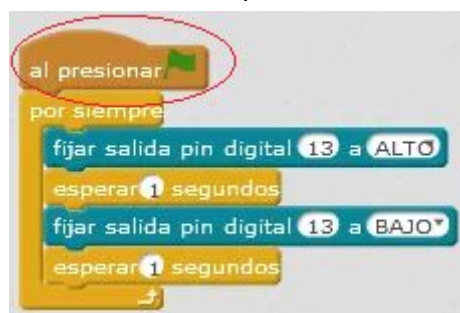 al presionar
por siempre
fijar salida pin digital 13 a ALTO
esperar 1 segundos
fijar salida pin digital 13 a BAJO
esperar 1 segundos